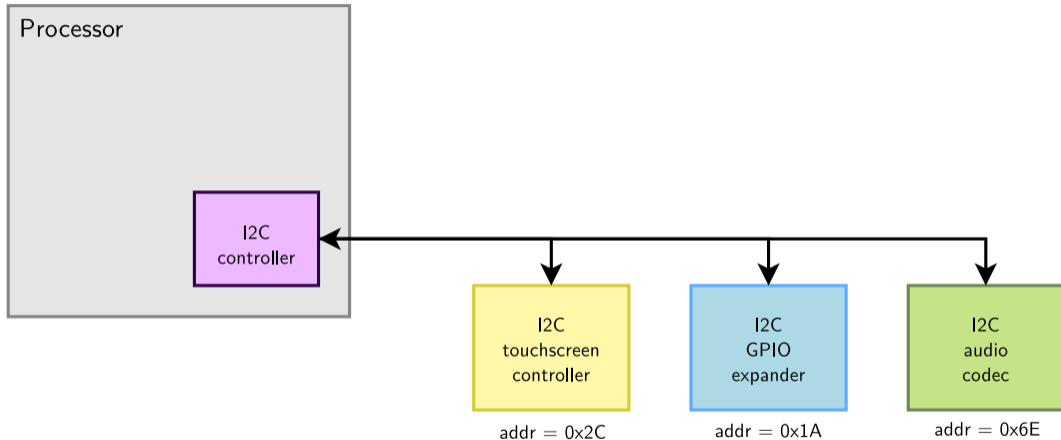 Processor
I2C
controller
I2C
touchscreen
controller
I2C
GPIO
expander
I2C
audio
codec
addr = 0x2C
addr = 0x1A
addr = 0x6E